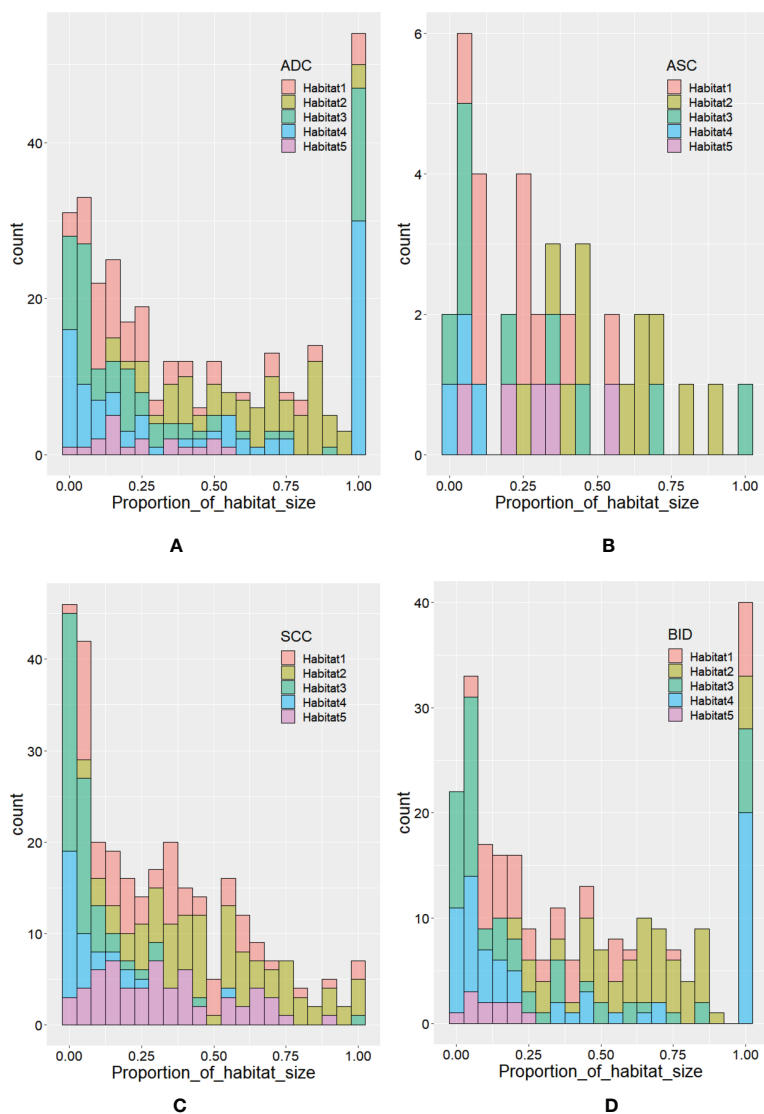 ADC
Habitat1
Habitat2
Habitat3
Habitat4
Habitat5
40
20
0
count
0.00 0.25 0.50 0.75 1.00
Proportion_of_habitat_size
A
ASC
Habitat1
Habitat2
Habitat3
Habitat4
Habitat5
6
4
2
0
count
0.00 0.25 0.50 0.75 1.00
Proportion_of_habitat_size
B
SCC
Habitat1
Habitat2
Habitat3
Habitat4
Habitat5
40
30
20
10
0
count
0.00 0.25 0.50 0.75 1.00
Proportion_of_habitat_size
C
BID
Habitat1
Habitat2
Habitat3
Habitat4
Habitat5
40
30
20
10
0
count
0.00 0.25 0.50 0.75 1.00
Proportion_of_habitat_size
D